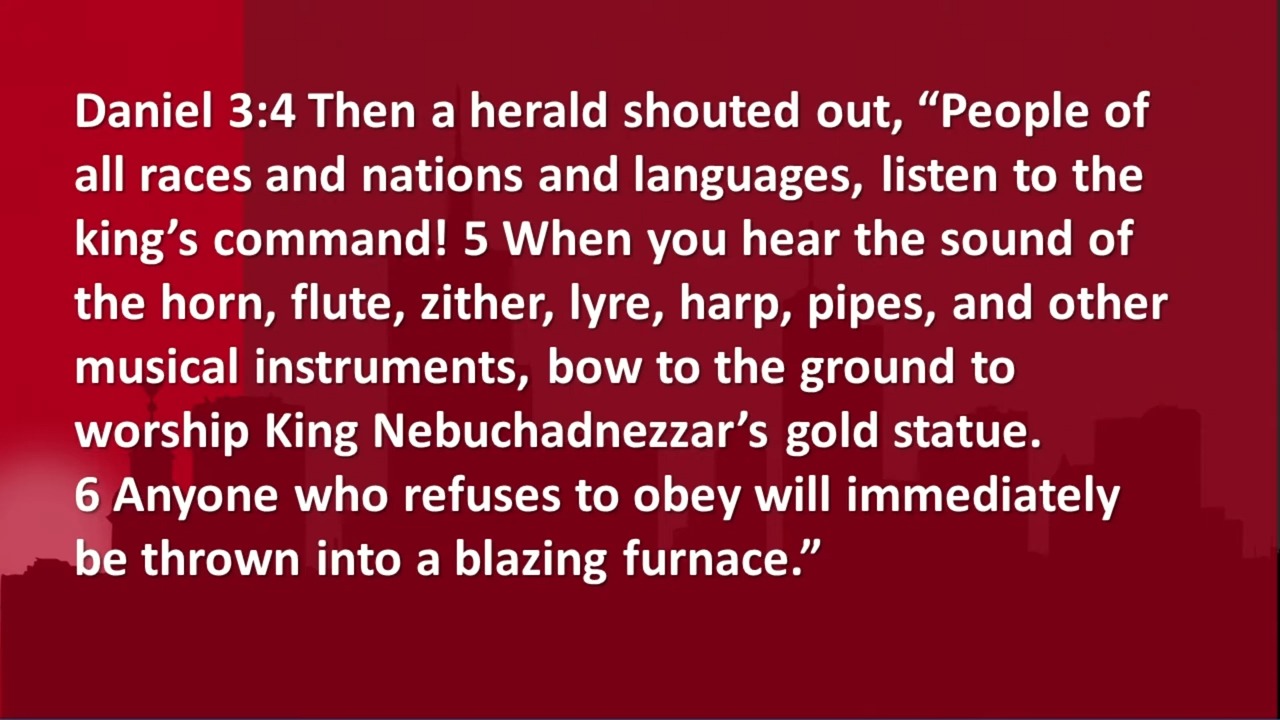 Daniel 3:4 Then a herald shouted out, “People of
all races and nations and languages, listen to the
king’s command! 5 When you hear the sound of
the horn, flute, zither, lyre, harp, pipes, and other
musical instruments, bow to the ground to
worship King Nebuchadnezzar’s gold statue.
6 Anyone who refuses to obey will immediately
be thrown into a blazing furnace.”